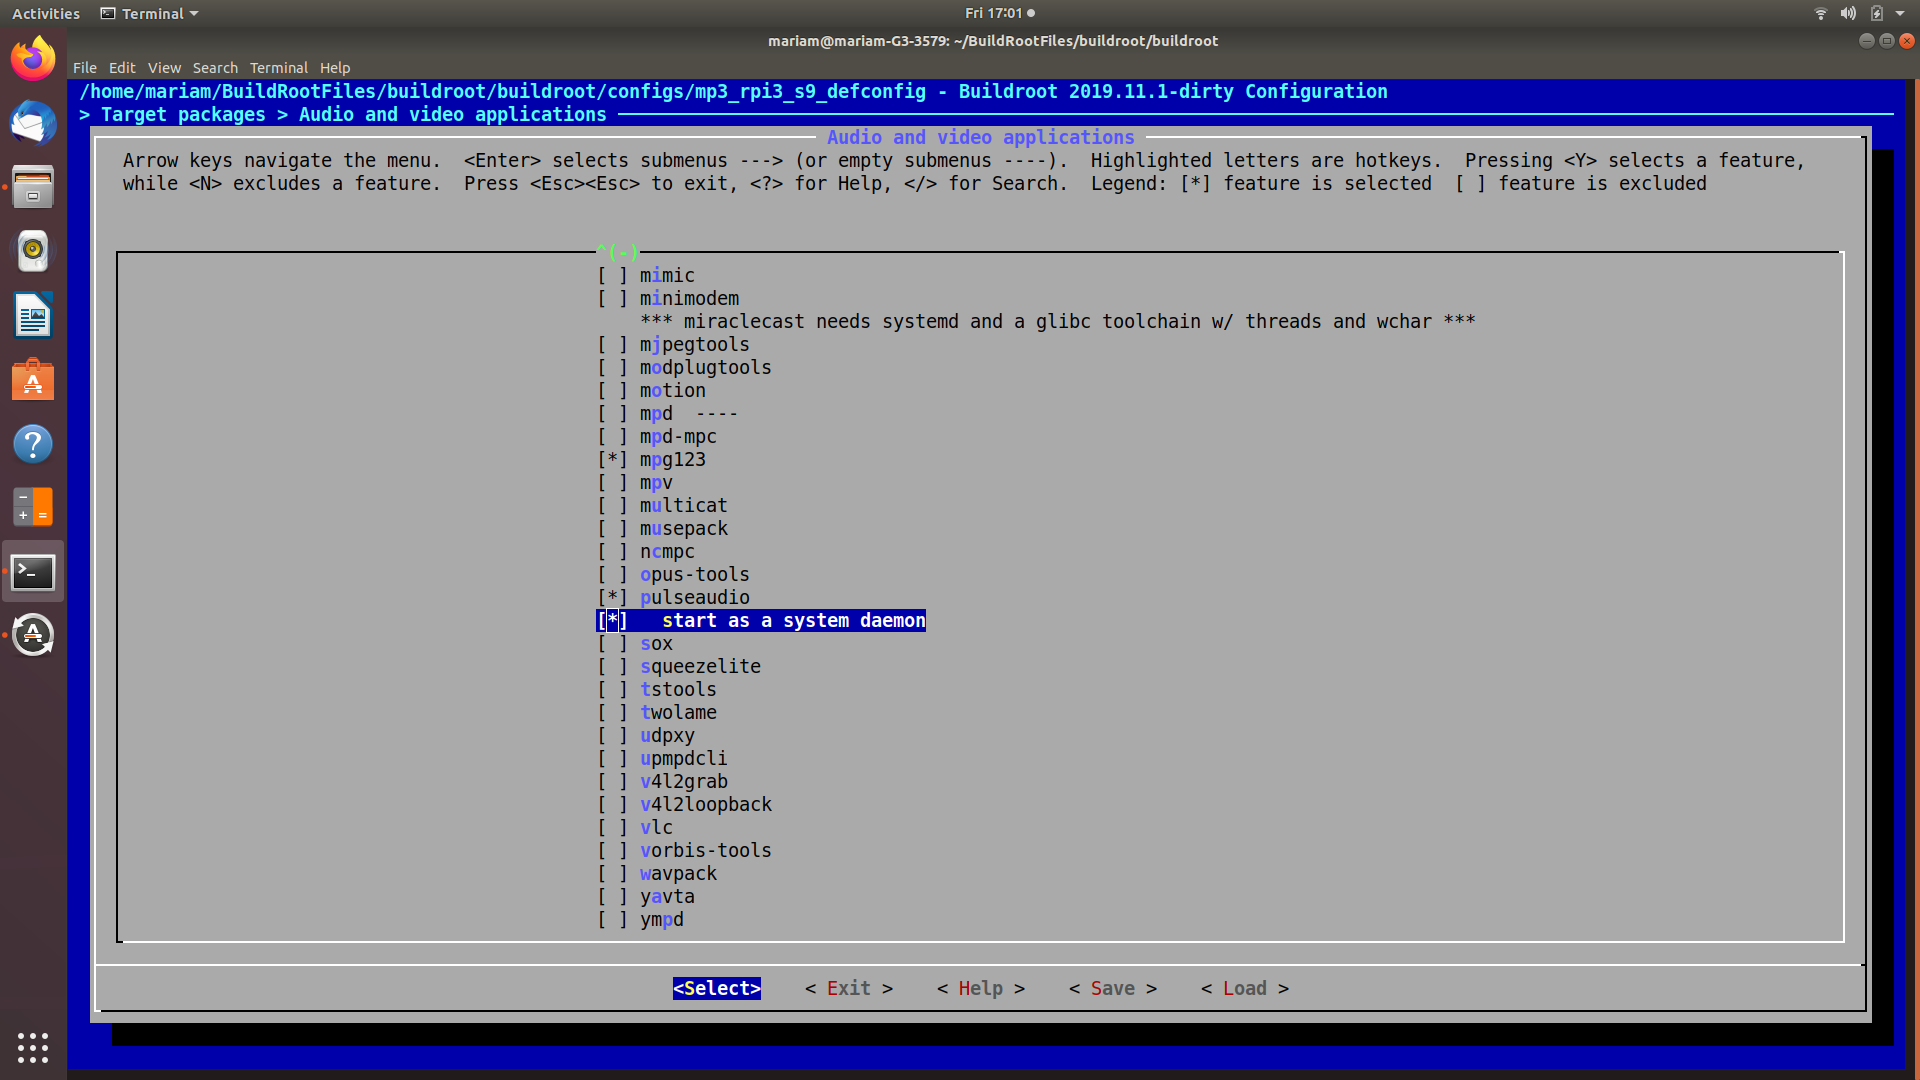 Activities Terminal Fri 17:01
mariam@mariam-G3-3579: ~/BuildRootFiles/buildroot/buildroot
File Edit View Search Terminal Help
/home/mariam/BuildRootFiles/buildroot/buildroot/configs/mp3_rpi3_s9_defconfig - Buildroot 2019.11.1-dirty Configuration
> Target packages > Audio and video applications
Audio and video applications
Arrow keys navigate the menu.  <Enter> selects submenus ---> (or empty submenus ----).  Highlighted letters are hotkeys.  Pressing <Y> selects a feature,
while <N> excludes a feature.  Press <Esc><Esc> to exit, <?> for Help, </> for Search.  Legend: [*] feature is selected  [ ] feature is excluded
^(-)
[ ] mimic
[ ] minimodem
*** miraclecast needs systemd and a glibc toolchain w/ threads and wchar ***
[ ] mjpegtools
[ ] modplugtools
[ ] motion
[ ] mpd  ----
[ ] mpd-mpc
[*] mpg123
[ ] mpv
[ ] multicat
[ ] musepack
[ ] ncmpc
[ ] opus-tools
[*] pulseaudio
[*]   start as a system daemon
[ ] sox
[ ] squeezelite
[ ] tstools
[ ] twolame
[ ] udpxy
[ ] upmpdcli
[ ] v4l2grab
[ ] v4l2loopback
[ ] vlc
[ ] vorbis-tools
[ ] wavpack
[ ] yavta
[ ] ympd
<Select>    < Exit >    < Help >    < Save >    < Load >